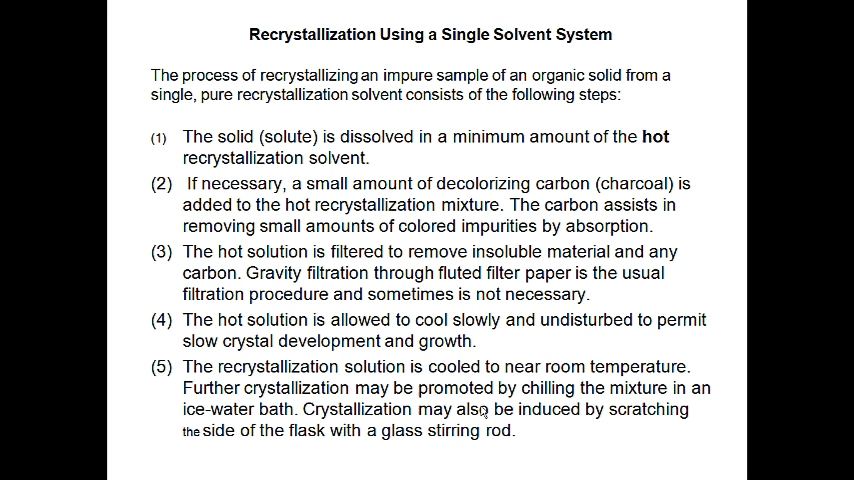 Recrystallization Using a Single Solvent System
The process of recrystallizing an impure sample of an organic solid from a
single, pure recrystallization solvent consists of the following steps:
(1) The solid (solute) is dissolved in a minimum amount of the hot
recrystallization solvent.
(2) If necessary, a small amount of decolorizing carbon (charcoal) is
added to the hot recrystallization mixture. The carbon assists in
removing small amounts of colored impurities by absorption.
(3) The hot solution is filtered to remove insoluble material and any
carbon. Gravity filtration through fluted filter paper is the usual
filtration procedure and sometimes is not necessary.
(4) The hot solution is allowed to cool slowly and undisturbed to permit
slow crystal development and growth.
(5) The recrystallization solution is cooled to near room temperature.
Further crystallization may be promoted by chilling the mixture in an
ice-water bath. Crystallization may also be induced by scratching
the side of the flask with a glass stirring rod.